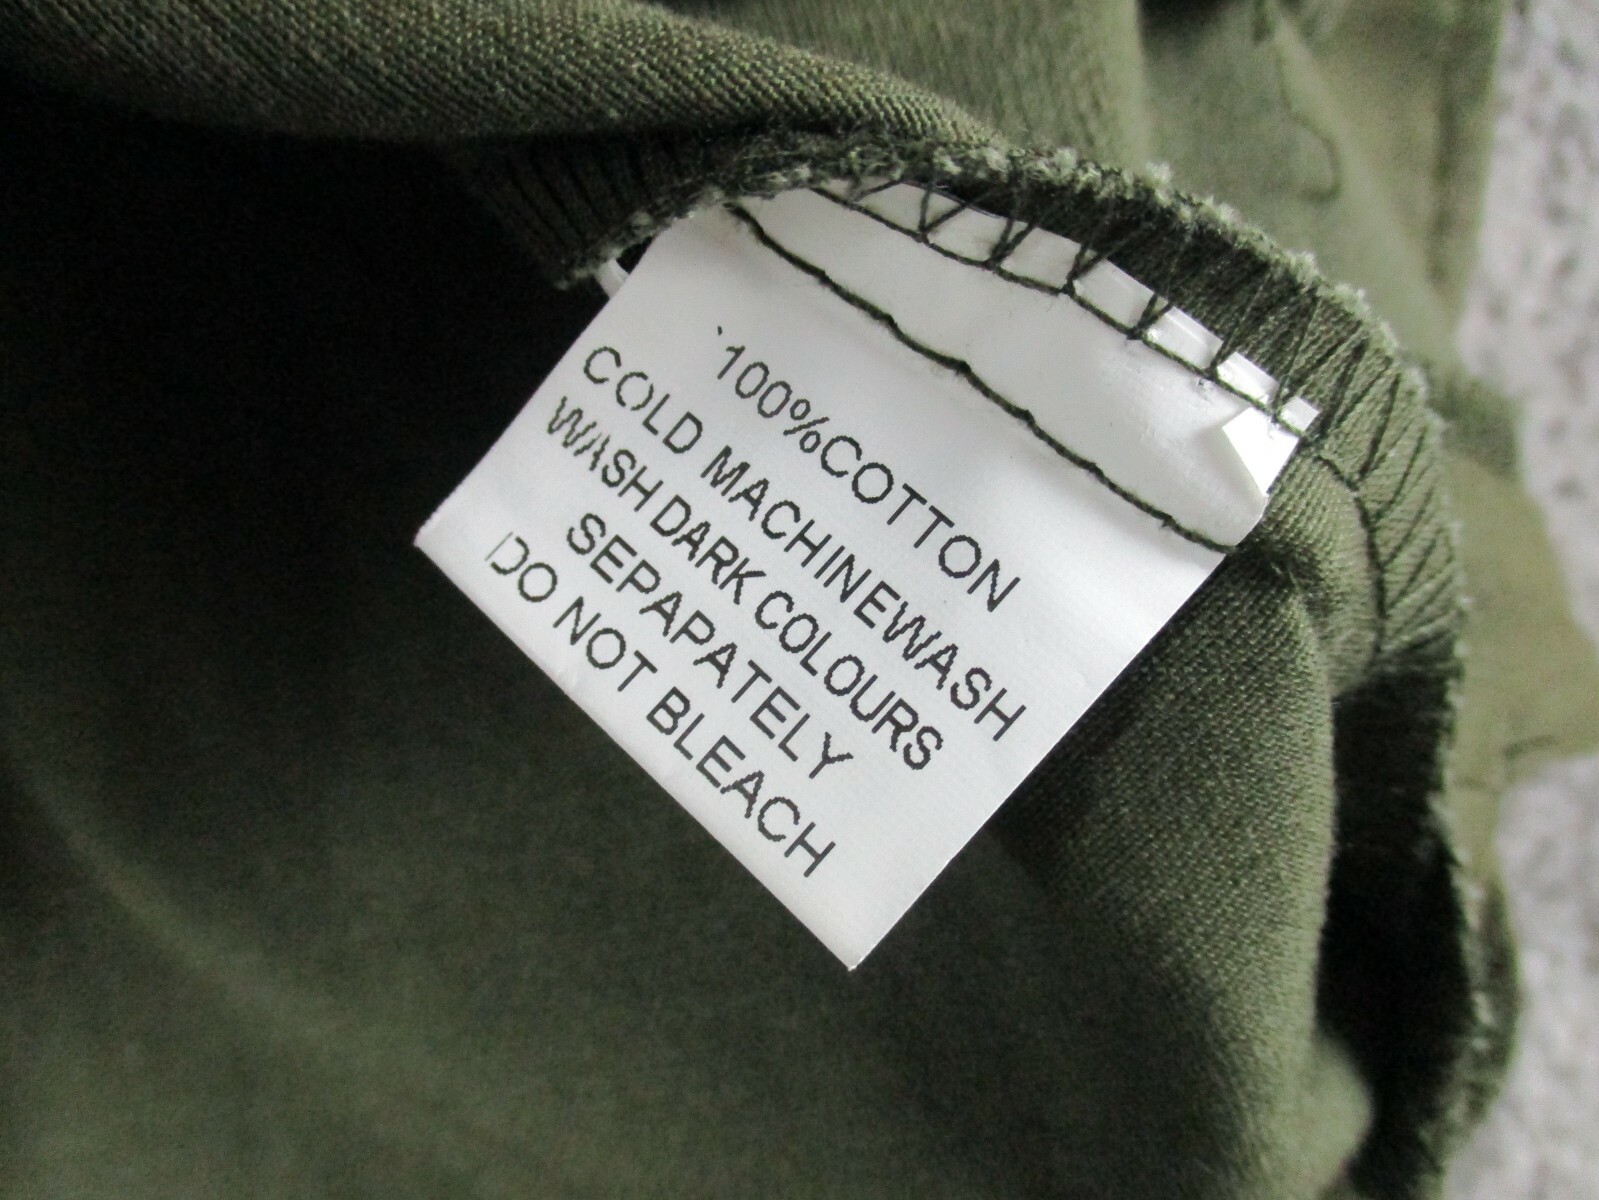 100%COTTON
COLD MACHINEWASH
WASH DARK COLOURS
SEPAPATELY
DO NOT BLEACH